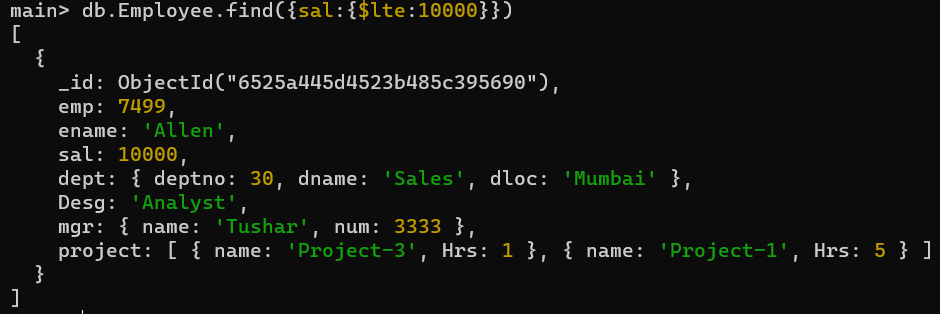 main> db.Employee.find({sal:{$lte:10000}})
[
  {
    _id: ObjectId("6525a445d4523b485c395690"),
    emp: 7499,
    ename: 'Allen',
    sal: 10000,
    dept: { deptno: 30, dname: 'Sales', dloc: 'Mumbai' },
    Desg: 'Analyst',
    mgr: { name: 'Tushar', num: 3333 },
    project: [ { name: 'Project-3', Hrs: 1 }, { name: 'Project-1', Hrs: 5 } ]
  }
]